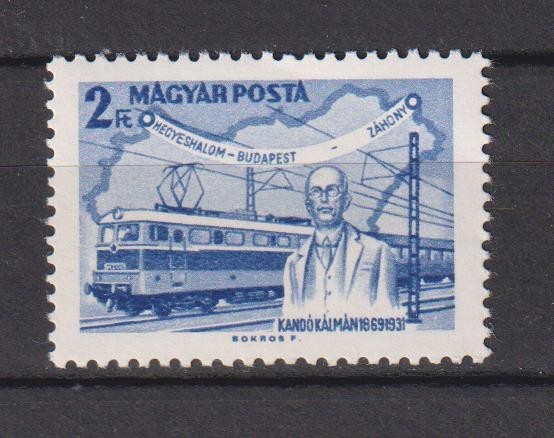 2 Ft MAGYAR POSTA
HEGYESHALOM - BUDAPEST - ZÁHONY
KANDÓ KÁLMÁN 1869-1931
BOKROS F.